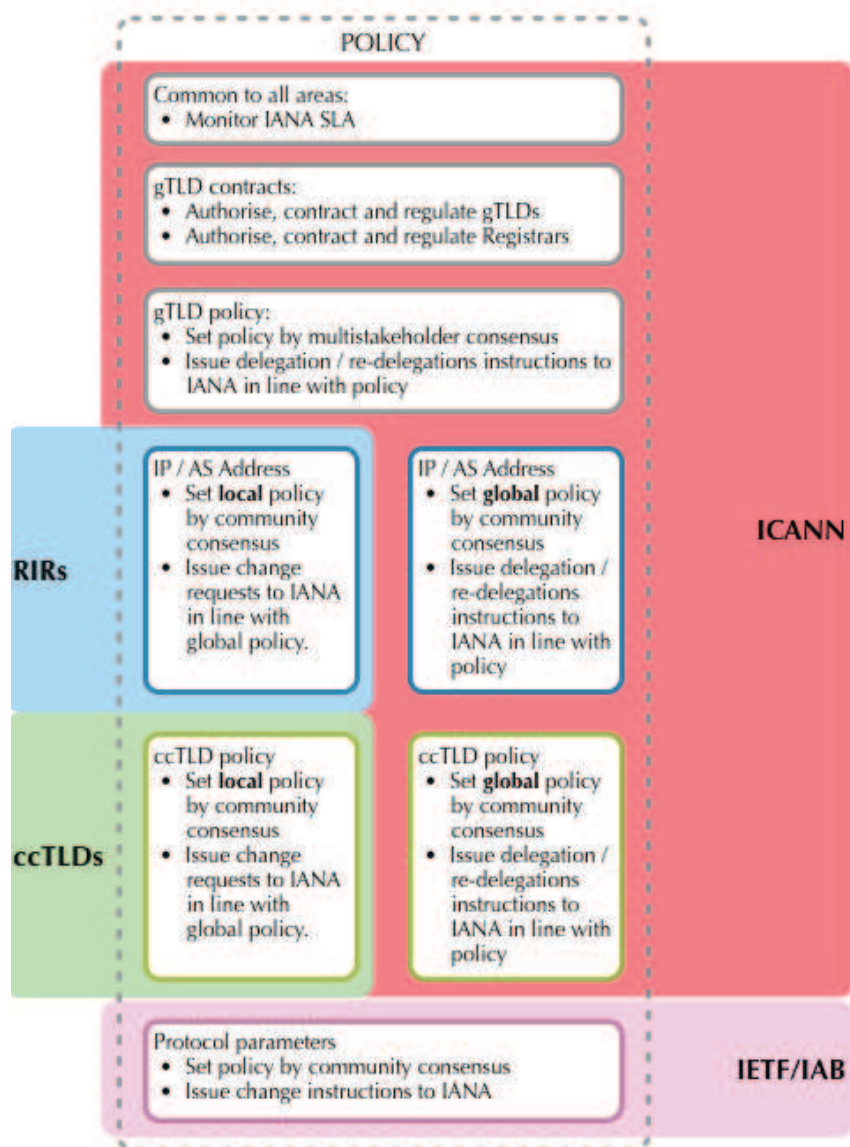 POLICY
Common to all areas:
• Monitor IANA SLA
gTLD contracts:
• Authorise, contract and regulate gTLDs
• Authorise, contract and regulate Registrars
gTLD policy:
• Set policy by multistakeholder consensus
• Issue delegation / re-delegations instructions to
IANA in line with policy
RIRs
IP / AS Address
• Set local policy
by community
consensus
• Issue change
requests to IANA
in line with
global policy.
IP / AS Address
• Set global policy
by community
consensus
• Issue delegation /
re-delegations
instructions to
IANA in line with
policy
ICANN
ccTLDs
ccTLD policy
• Set local policy
by community
consensus
• Issue change
requests to IANA
in line with
global policy.
ccTLD policy
• Set global policy
by community
consensus
• Issue delegation /
re-delegations
instructions to
IANA in line with
policy
Protocol parameters
• Set policy by community consensus
• Issue change instructions to IANA
IETF/IAB